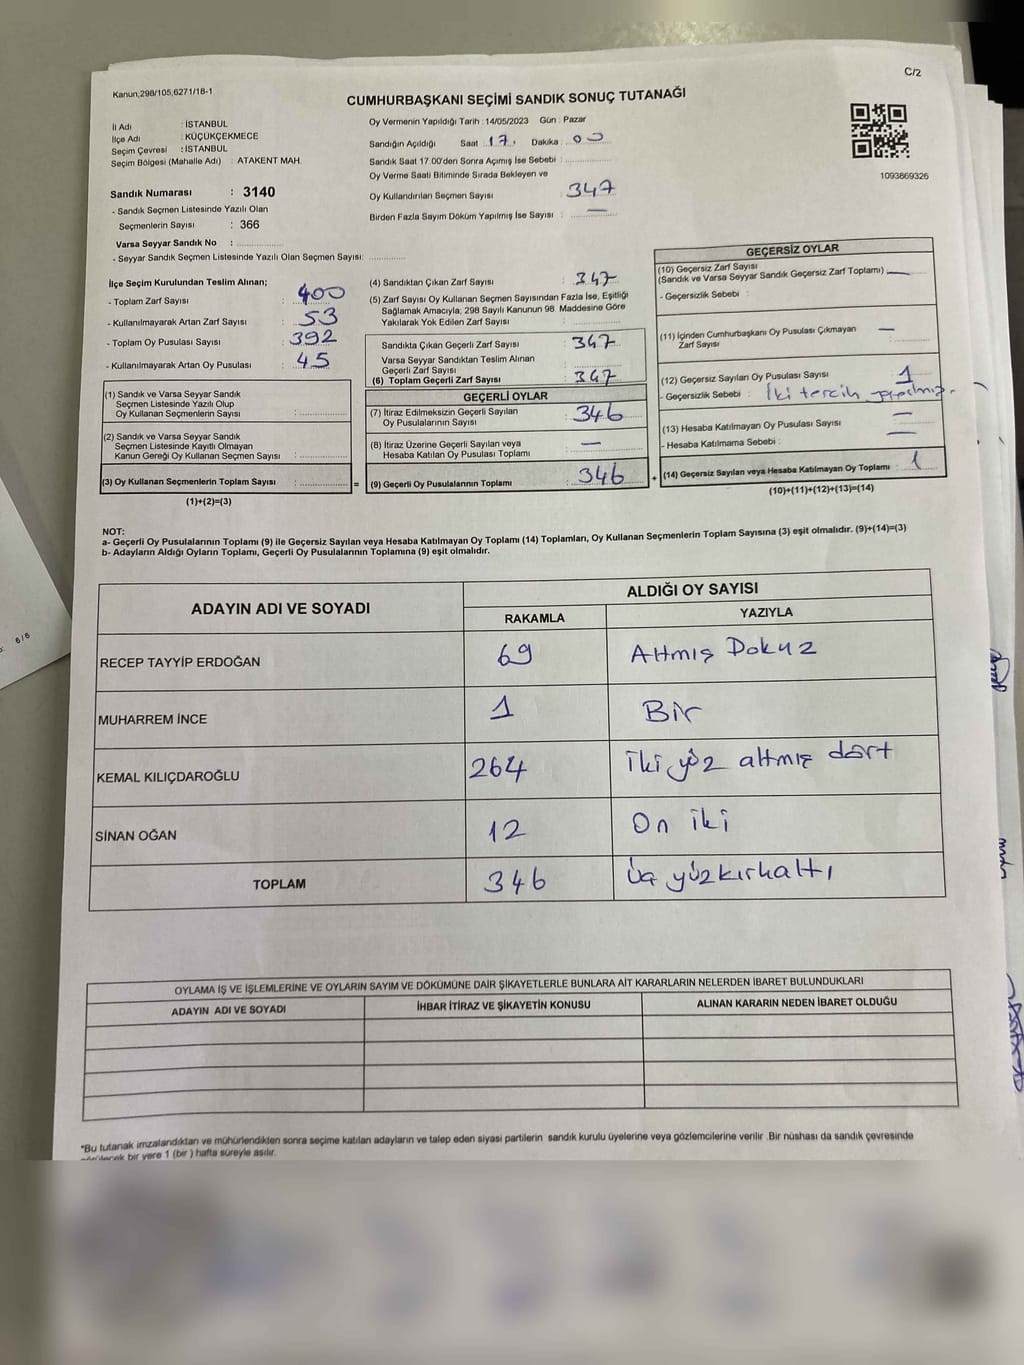 C/2
Kanun;298/105,6271/18-1
CUMHURBAŞKANI SEÇİMİ SANDIK SONUÇ TUTANAĞI
İl Adı : İSTANBUL
İlçe Adı : KÜÇÜKÇEKMECE
Seçim Çevresi : İSTANBUL
Seçim Bölgesi (Mahalle Adı) : ATAKENT MAH.
Sandık Numarası : 3140
- Sandık Seçmen Listesinde Yazılı Olan
Seçmenlerin Sayısı : 366
Varsa Seyyar Sandık No :
- Seyyar Sandık Seçmen Listesinde Yazılı Olan Seçmen Sayısı:
Oy Vermenin Yapıldığı Tarih : 14/05/2023 Gün : Pazar
Sandığın Açıldığı Saat 17 Dakika 00
Sandık Saat 17.00'den Sonra Açımış İse Sebebi :
Oy Verme Saati Bitiminde Sırada Bekleyen ve
Oy Kullandırılan Seçmen Sayısı : 347
Birden Fazla Sayım Döküm Yapılmış İse Sayısı : —
1093869326
İlçe Seçim Kurulundan Teslim Alınan;
- Toplam Zarf Sayısı : 400
- Kullanılmayarak Artan Zarf Sayısı : 53
- Toplam Oy Pusulası Sayısı : 392
- Kullanılmayarak Artan Oy Pusulası : 45
(1) Sandık ve Varsa Seyyar Sandık
Seçmen Listesinde Yazılı Olup
Oy Kullanan Seçmenlerin Sayısı :
(2) Sandık ve Varsa Seyyar Sandık
Seçmen Listesinde Kayıtlı Olmayan
Kanun Gereği Oy Kullanan Seçmen Sayısı :
(3) Oy Kullanan Seçmenlerin Toplam Sayısı :
(1)+(2)=(3)
=
(4) Sandıktan Çıkan Zarf Sayısı : 347
(5) Zarf Sayısı Oy Kullanan Seçmen Sayısından Fazla İse, Eşitliği
Sağlamak Amacıyla; 298 Sayılı Kanunun 98. Maddesine Göre
Yakılarak Yok Edilen Zarf Sayısı :
Sandıkta Çıkan Geçerli Zarf Sayısı : 347
Varsa Seyyar Sandıktan Teslim Alınan
Geçerli Zarf Sayısı :
(6) Toplam Geçerli Zarf Sayısı : 347
GEÇERLİ OYLAR
(7) İtiraz Edilmeksizin Geçerli Sayılan
Oy Pusulalarının Sayısı : 346
(8) İtiraz Üzerine Geçerli Sayılan veya
Hesaba Katılan Oy Pusulası Toplamı : —
(9) Geçerli Oy Pusulalarının Toplamı : 346
+
GEÇERSİZ OYLAR
(10) Geçersiz Zarf Sayısı
(Sandık ve Varsa Seyyar Sandık Geçersiz Zarf Toplamı) —
- Geçersizlik Sebebi :
(11) İçinden Cumhurbaşkanı Oy Pusulası Çıkmayan —
Zarf Sayısı
(12) Geçersiz Sayılan Oy Pusulası Sayısı 1
- Geçersizlik Sebebi : İki tercih yapılmış.
(13) Hesaba Katılmayan Oy Pusulası Sayısı —
- Hesaba Katılmama Sebebi : —
(14) Geçersiz Sayılan veya Hesaba Katılmayan Oy Toplamı : 1
(10)+(11)+(12)+(13)=(14)
NOT:
a- Geçerli Oy Pusulalarının Toplamı (9) ile Geçersiz Sayılan veya Hesaba Katılmayan Oy Toplamı (14) Toplamları, Oy Kullanan Seçmenlerin Toplam Sayısına (3) eşit olmalıdır. (9)+(14)=(3)
b- Adayların Aldığı Oyların Toplamı, Geçerli Oy Pusulalarının Toplamına (9) eşit olmalıdır.
ADAYIN ADI VE SOYADI ALDIĞI OY SAYISI
RAKAMLA YAZIYLA
RECEP TAYYİP ERDOĞAN 69 Altmış Dokuz
MUHARREM İNCE 1 Bir
KEMAL KILIÇDAROĞLU 264 iki yüz altmış dört
SİNAN OĞAN 12 On iki
TOPLAM 346 üç yüzkırkaltı
OYLAMA İŞ VE İŞLEMLERİNE VE OYLARIN SAYIM VE DÖKÜMÜNE DAİR ŞİKAYETLERLE BUNLARA AİT KARARLARIN NELERDEN İBARET BULUNDUKLARI
ADAYIN ADI VE SOYADI İHBAR İTİRAZ VE ŞİKAYETİN KONUSU ALINAN KARARIN NEDEN İBARET OLDUĞU
*Bu tutanak imzalandıktan ve mühürlendikten sonra seçime katılan adayların ve talep eden siyasi partilerin sandık kurulu üyelerine veya gözlemcilerine verilir .Bir nüshası da sandık çevresinde
bir yere 1 (bir ) hafta süreyle asılır.
6/6